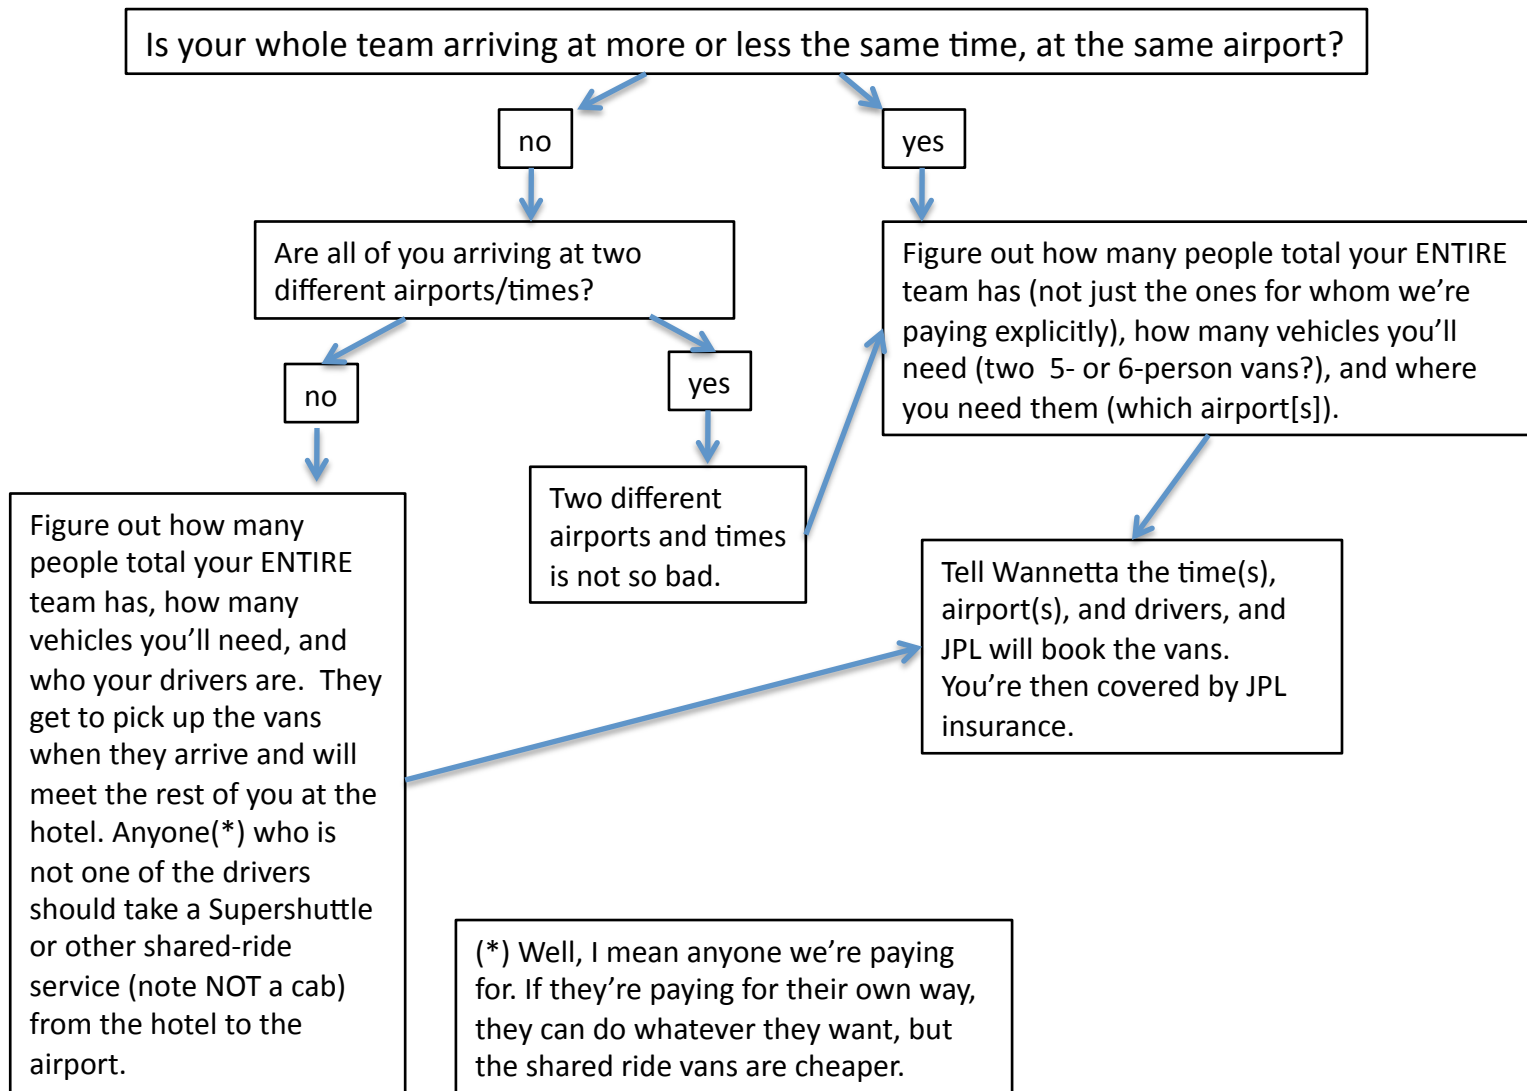 Is your whole team arriving at more or less the same time, at the same airport?
no
yes
Are all of you arriving at two
different airports/times?
Figure out how many people total your ENTIRE
team has (not just the ones for whom we’re
paying explicitly), how many vehicles you’ll
need (two  5- or 6-person vans?), and where
you need them (which airport[s]).
no
yes
Figure out how many
people total your ENTIRE
team has, how many
vehicles you’ll need, and
who your drivers are.  They
get to pick up the vans
when they arrive and will
meet the rest of you at the
hotel. Anyone(*) who is
not one of the drivers
should take a Supershuttle
or other shared-ride
service (note NOT a cab)
from the hotel to the
airport.
Two different
airports and times
is not so bad.
Tell Wannetta the time(s),
airport(s), and drivers, and
JPL will book the vans.
You’re then covered by JPL
insurance.
(*) Well, I mean anyone we’re paying
for. If they’re paying for their own way,
they can do whatever they want, but
the shared ride vans are cheaper.